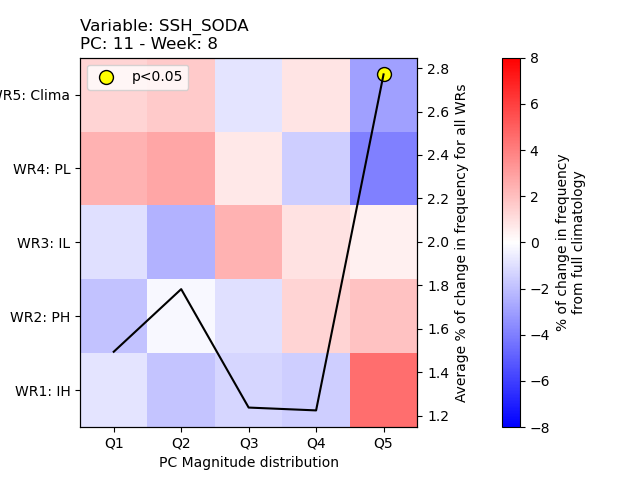 Variable: SSH_SODA
PC: 11 - Week: 8
p<0.05
WR5: Clima
WR4: PL
WR3: IL
WR2: PH
WR1: IH
Q1 Q2 Q3 Q4 Q5
PC Magnitude distribution
2.8
2.6
2.4
2.2
2.0
1.8
1.6
1.4
1.2
Average % of change in frequency for all WRs
8
6
4
2
0
−2
−4
−6
−8
% of change in frequency
from full climatology